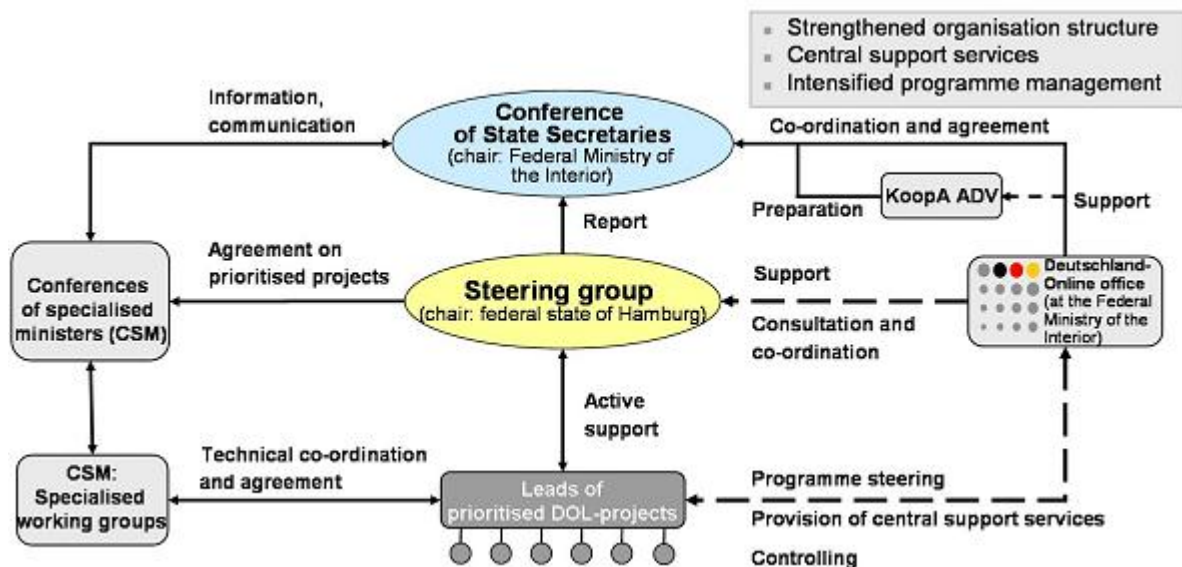 Strengthened organisation structure
Central support services
Intensified programme management
Information,
communication
Conference
of State Secretaries
(chair: Federal Ministry of
the Interior)
Co-ordination and agreement
KoopA ADV
Preparation
Support
Report
Agreement on
prioritised projects
Conferences
of specialised
ministers (CSM)
Steering group
(chair: federal state of Hamburg)
Support
Consultation and
co-ordination
Deutschland-
Online office
(at the Federal
Ministry of the
Interior)
Active
support
CSM:
Specialised
working groups
Technical co-ordination
and agreement
Leads of
prioritised DOL-projects
Programme steering
Provision of central support services
Controlling